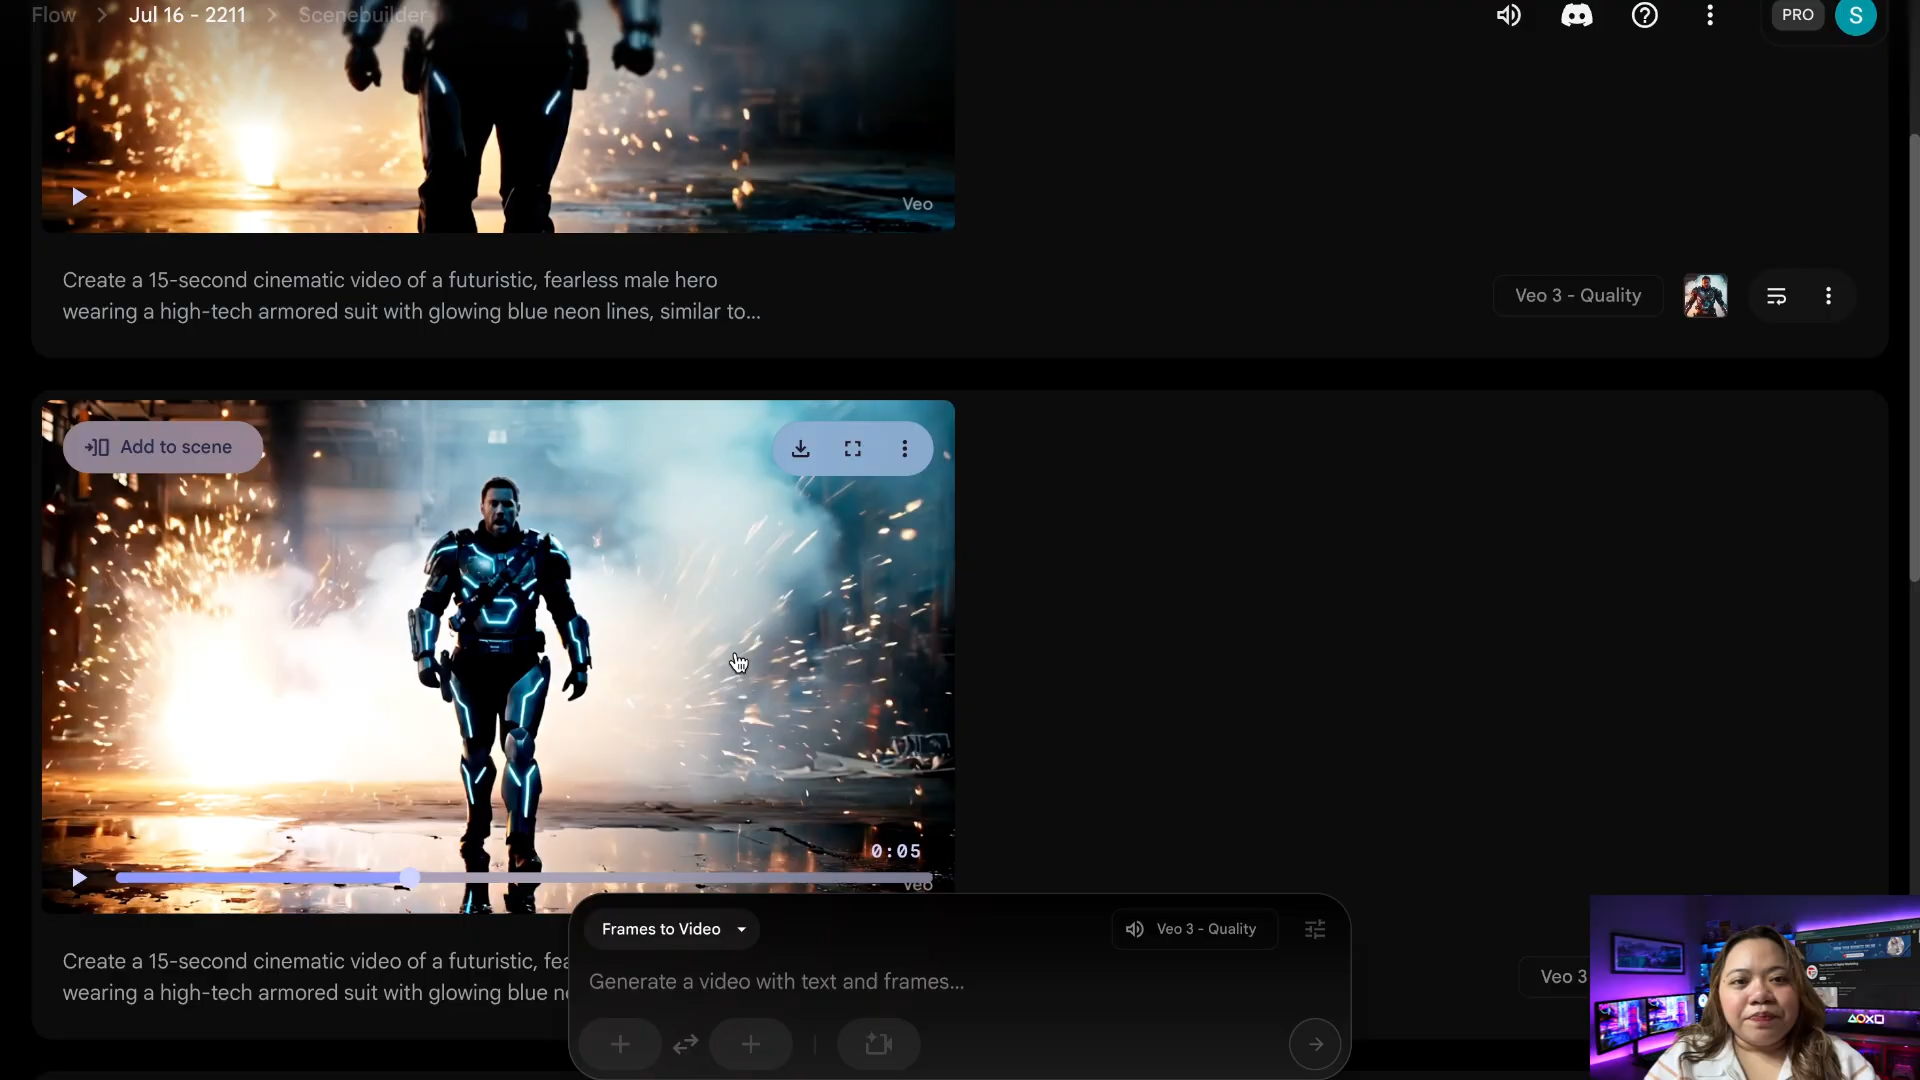 Flow > Jul 16 - 2211 > Scenebuilder
PRO
S
Veo
Create a 15-second cinematic video of a futuristic, fearless male hero
wearing a high-tech armored suit with glowing blue neon lines, similar to...
Veo 3 - Quality
Add to scene
0:05
Veo
Frames to Video
Veo 3 - Quality
Create a 15-second cinematic video of a futuristic, fea
wearing a high-tech armored suit with glowing blue n
Generate a video with text and frames...
Veo 3